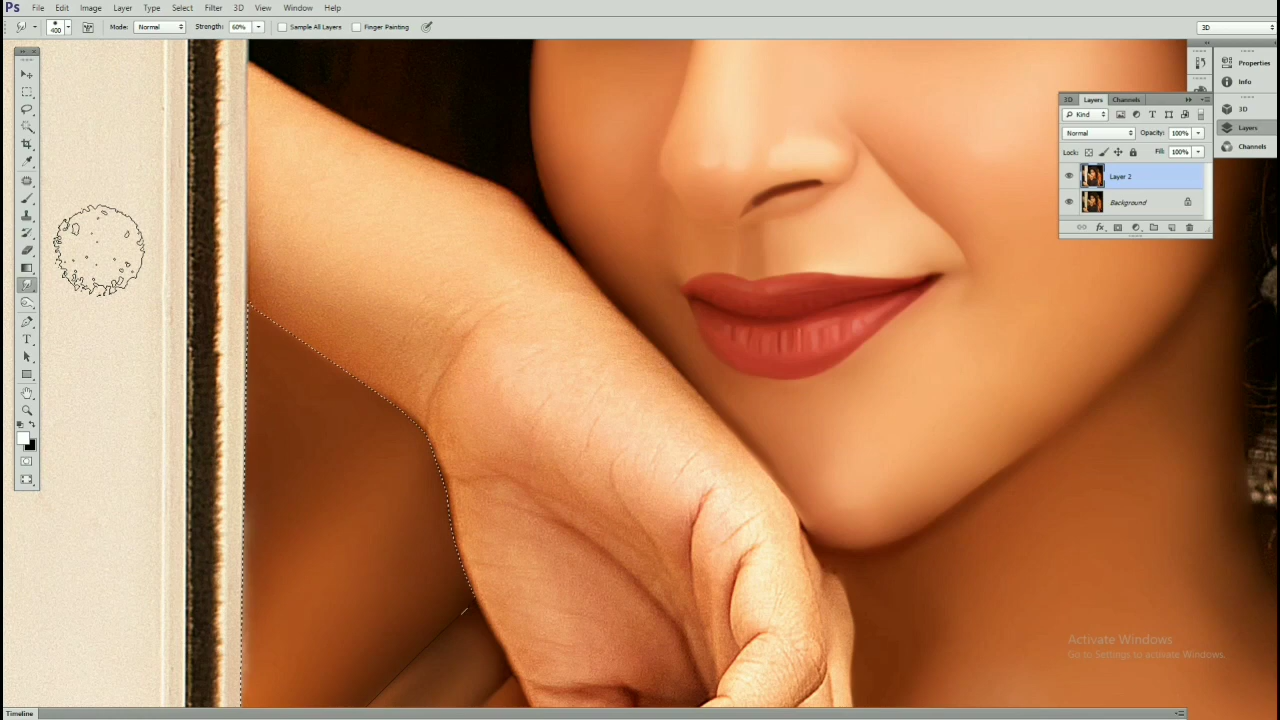 Ps File Edit Image Layer Type Select Filter 3D View Window Help
400 Mode: Normal Strength: 60% Sample All Layers Finger Painting 3D
Properties
Info
3D Layers Channels
3D
Kind
Layers
Normal Opacity: 100%
Channels
Lock: Fill: 100%
Layer 2
Background
fx
T
Activate Windows
Go to Settings to activate Windows.
Timeline